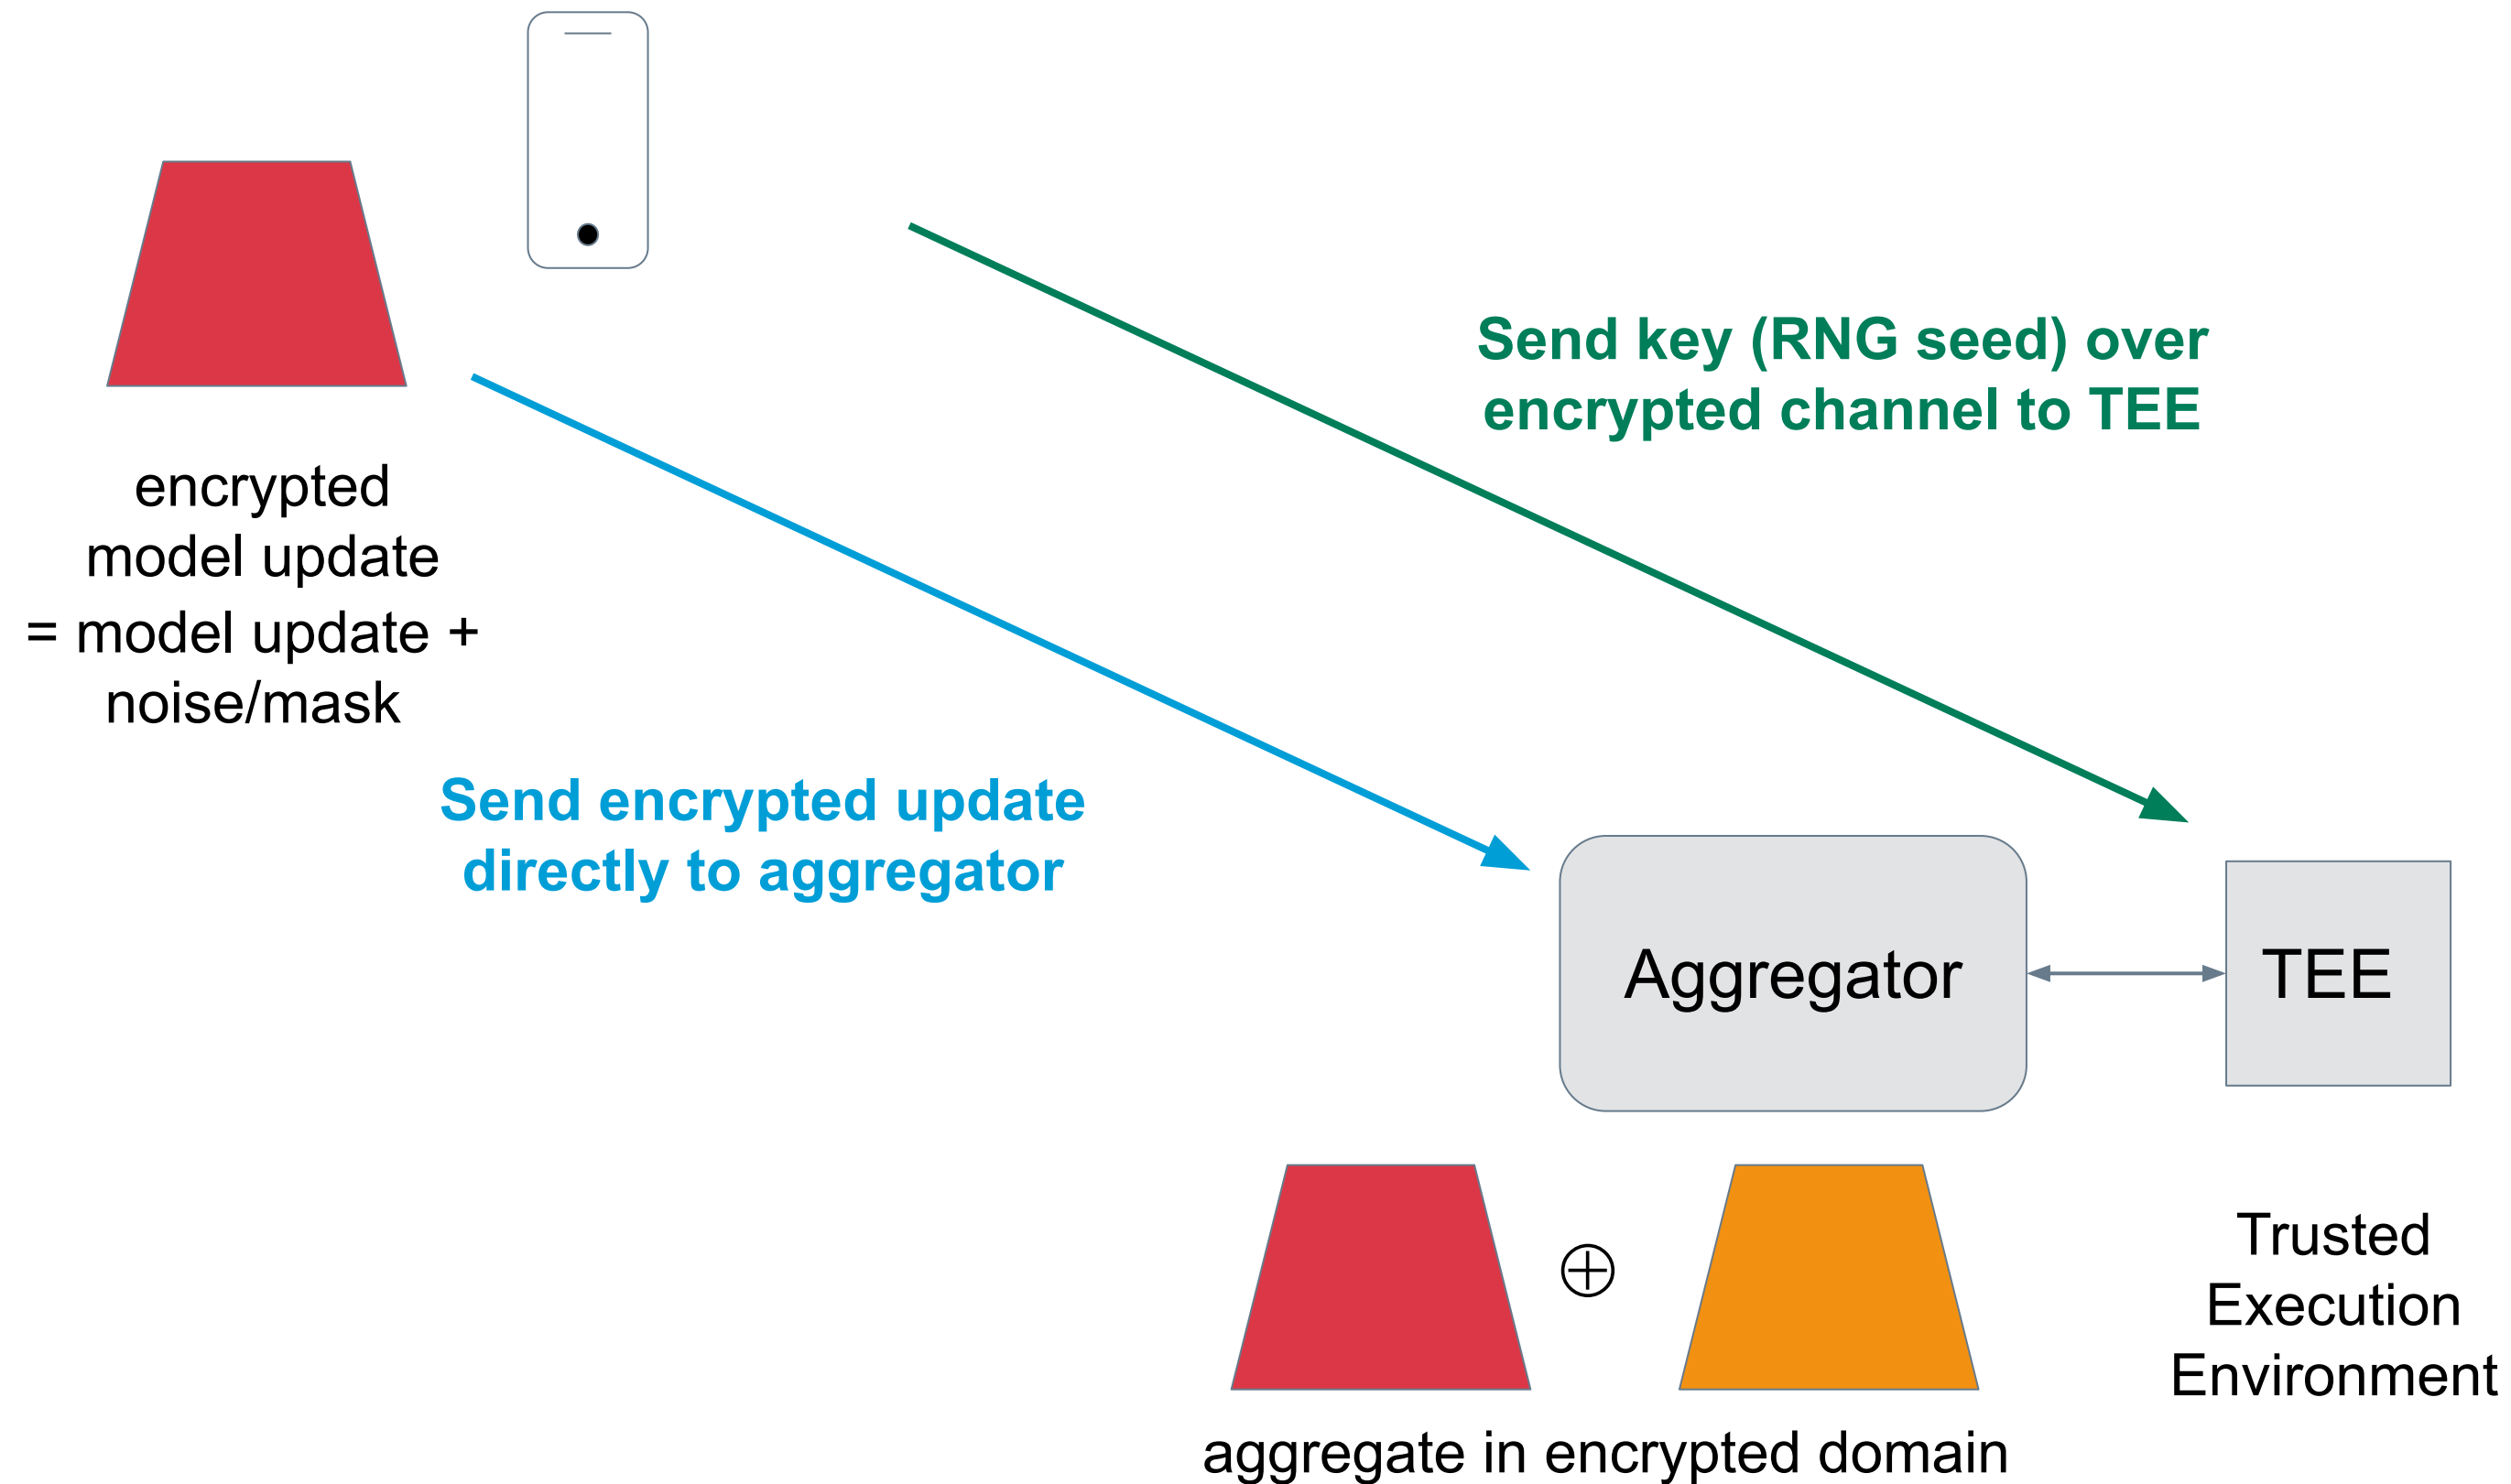 Send key (RNG seed) over
encrypted channel to TEE
encrypted
model update
= model update +
noise/mask
Send encrypted update
directly to aggregator
Aggregator
TEE
Trusted
Execution
Environment
aggregate in encrypted domain